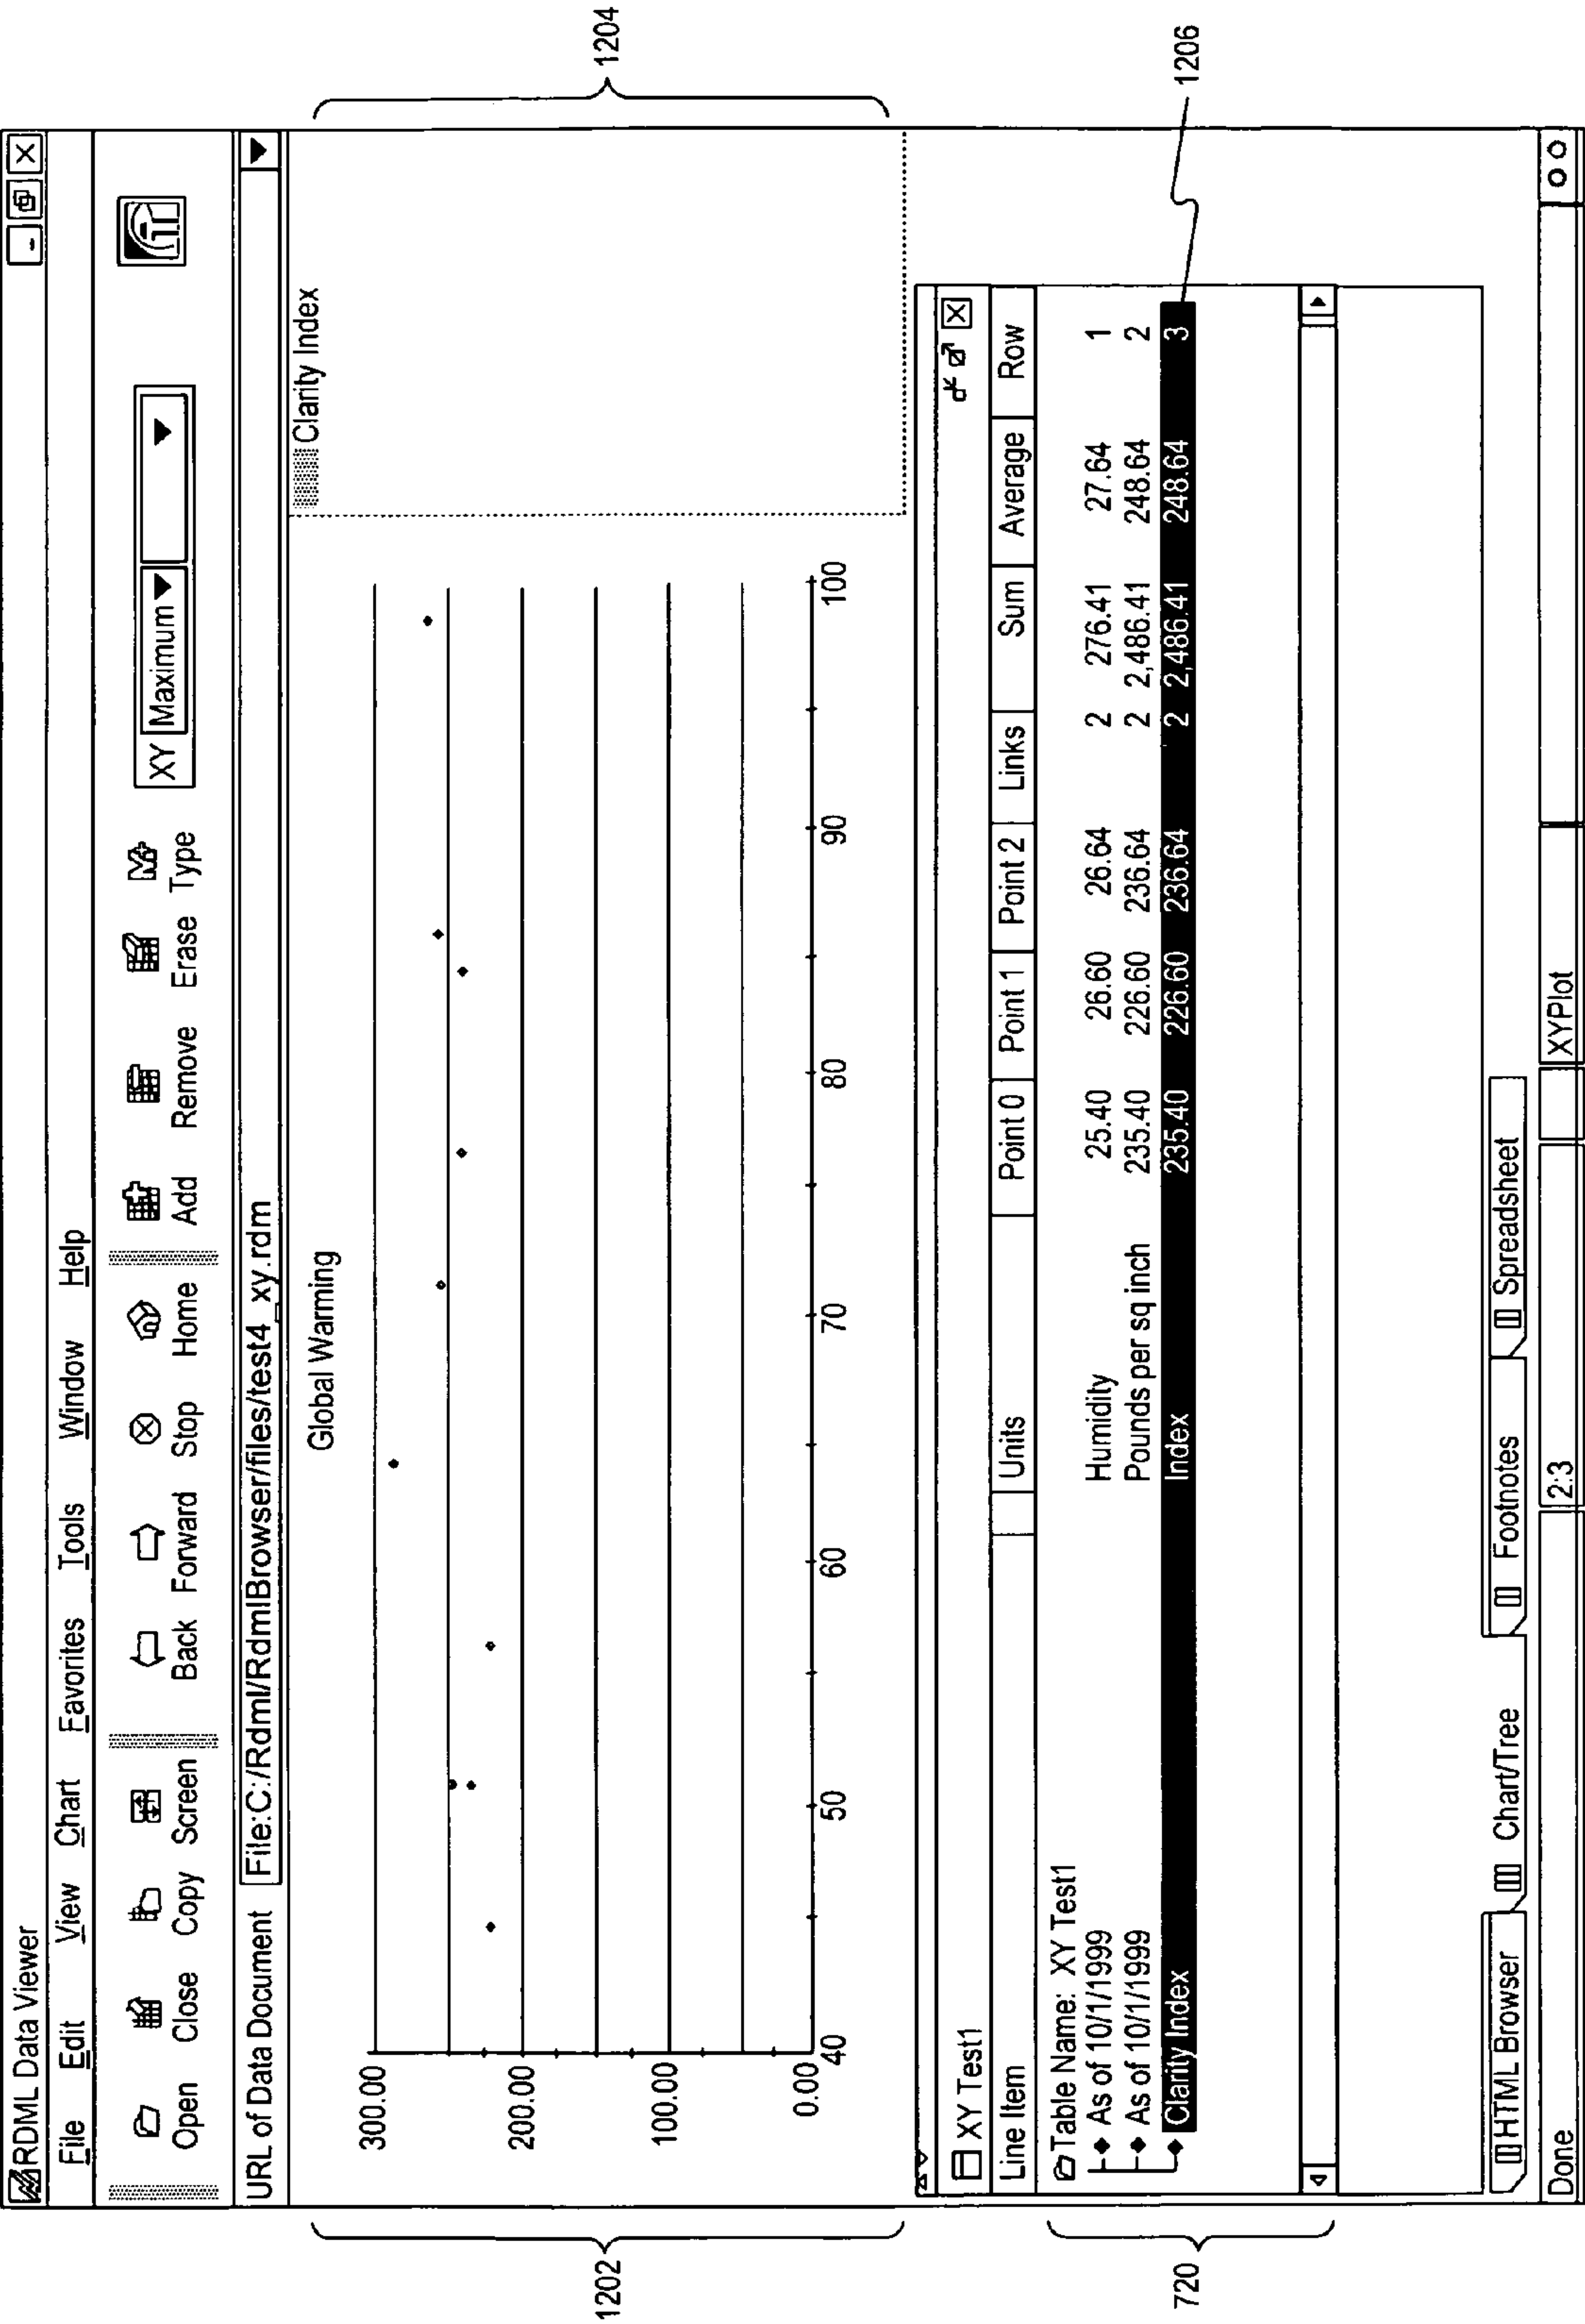 RDML Data Viewer
File Edit View Chart Favorites Tools Window Help
Open Close Copy Screen Back Forward Stop Home Add Remove Erase Type XY Maximum
URL of Data Document File:C:/Rdml/RdmlBrowser/files/test4_xy.rdm
Global Warming
Clarity Index
300.00
200.00
100.00
0.00
40 50 60 70 80 90 100
1202
1204
XY Test1
Line Item Units Point 0 Point 1 Point 2 Links Sum Average Row
Table Name: XY Test1
As of 10/1/1999 Humidity 25.40 26.60 26.64 2 276.41 27.64 1
As of 10/1/1999 Pounds per sq inch 235.40 226.60 236.64 2 2,486.41 248.64 2
Clarity Index Index 235.40 226.60 236.64 2 2,486.41 248.64 3
720
1206
HTML Browser Chart/Tree Footnotes Spreadsheet
Done 2:3 XYPlot